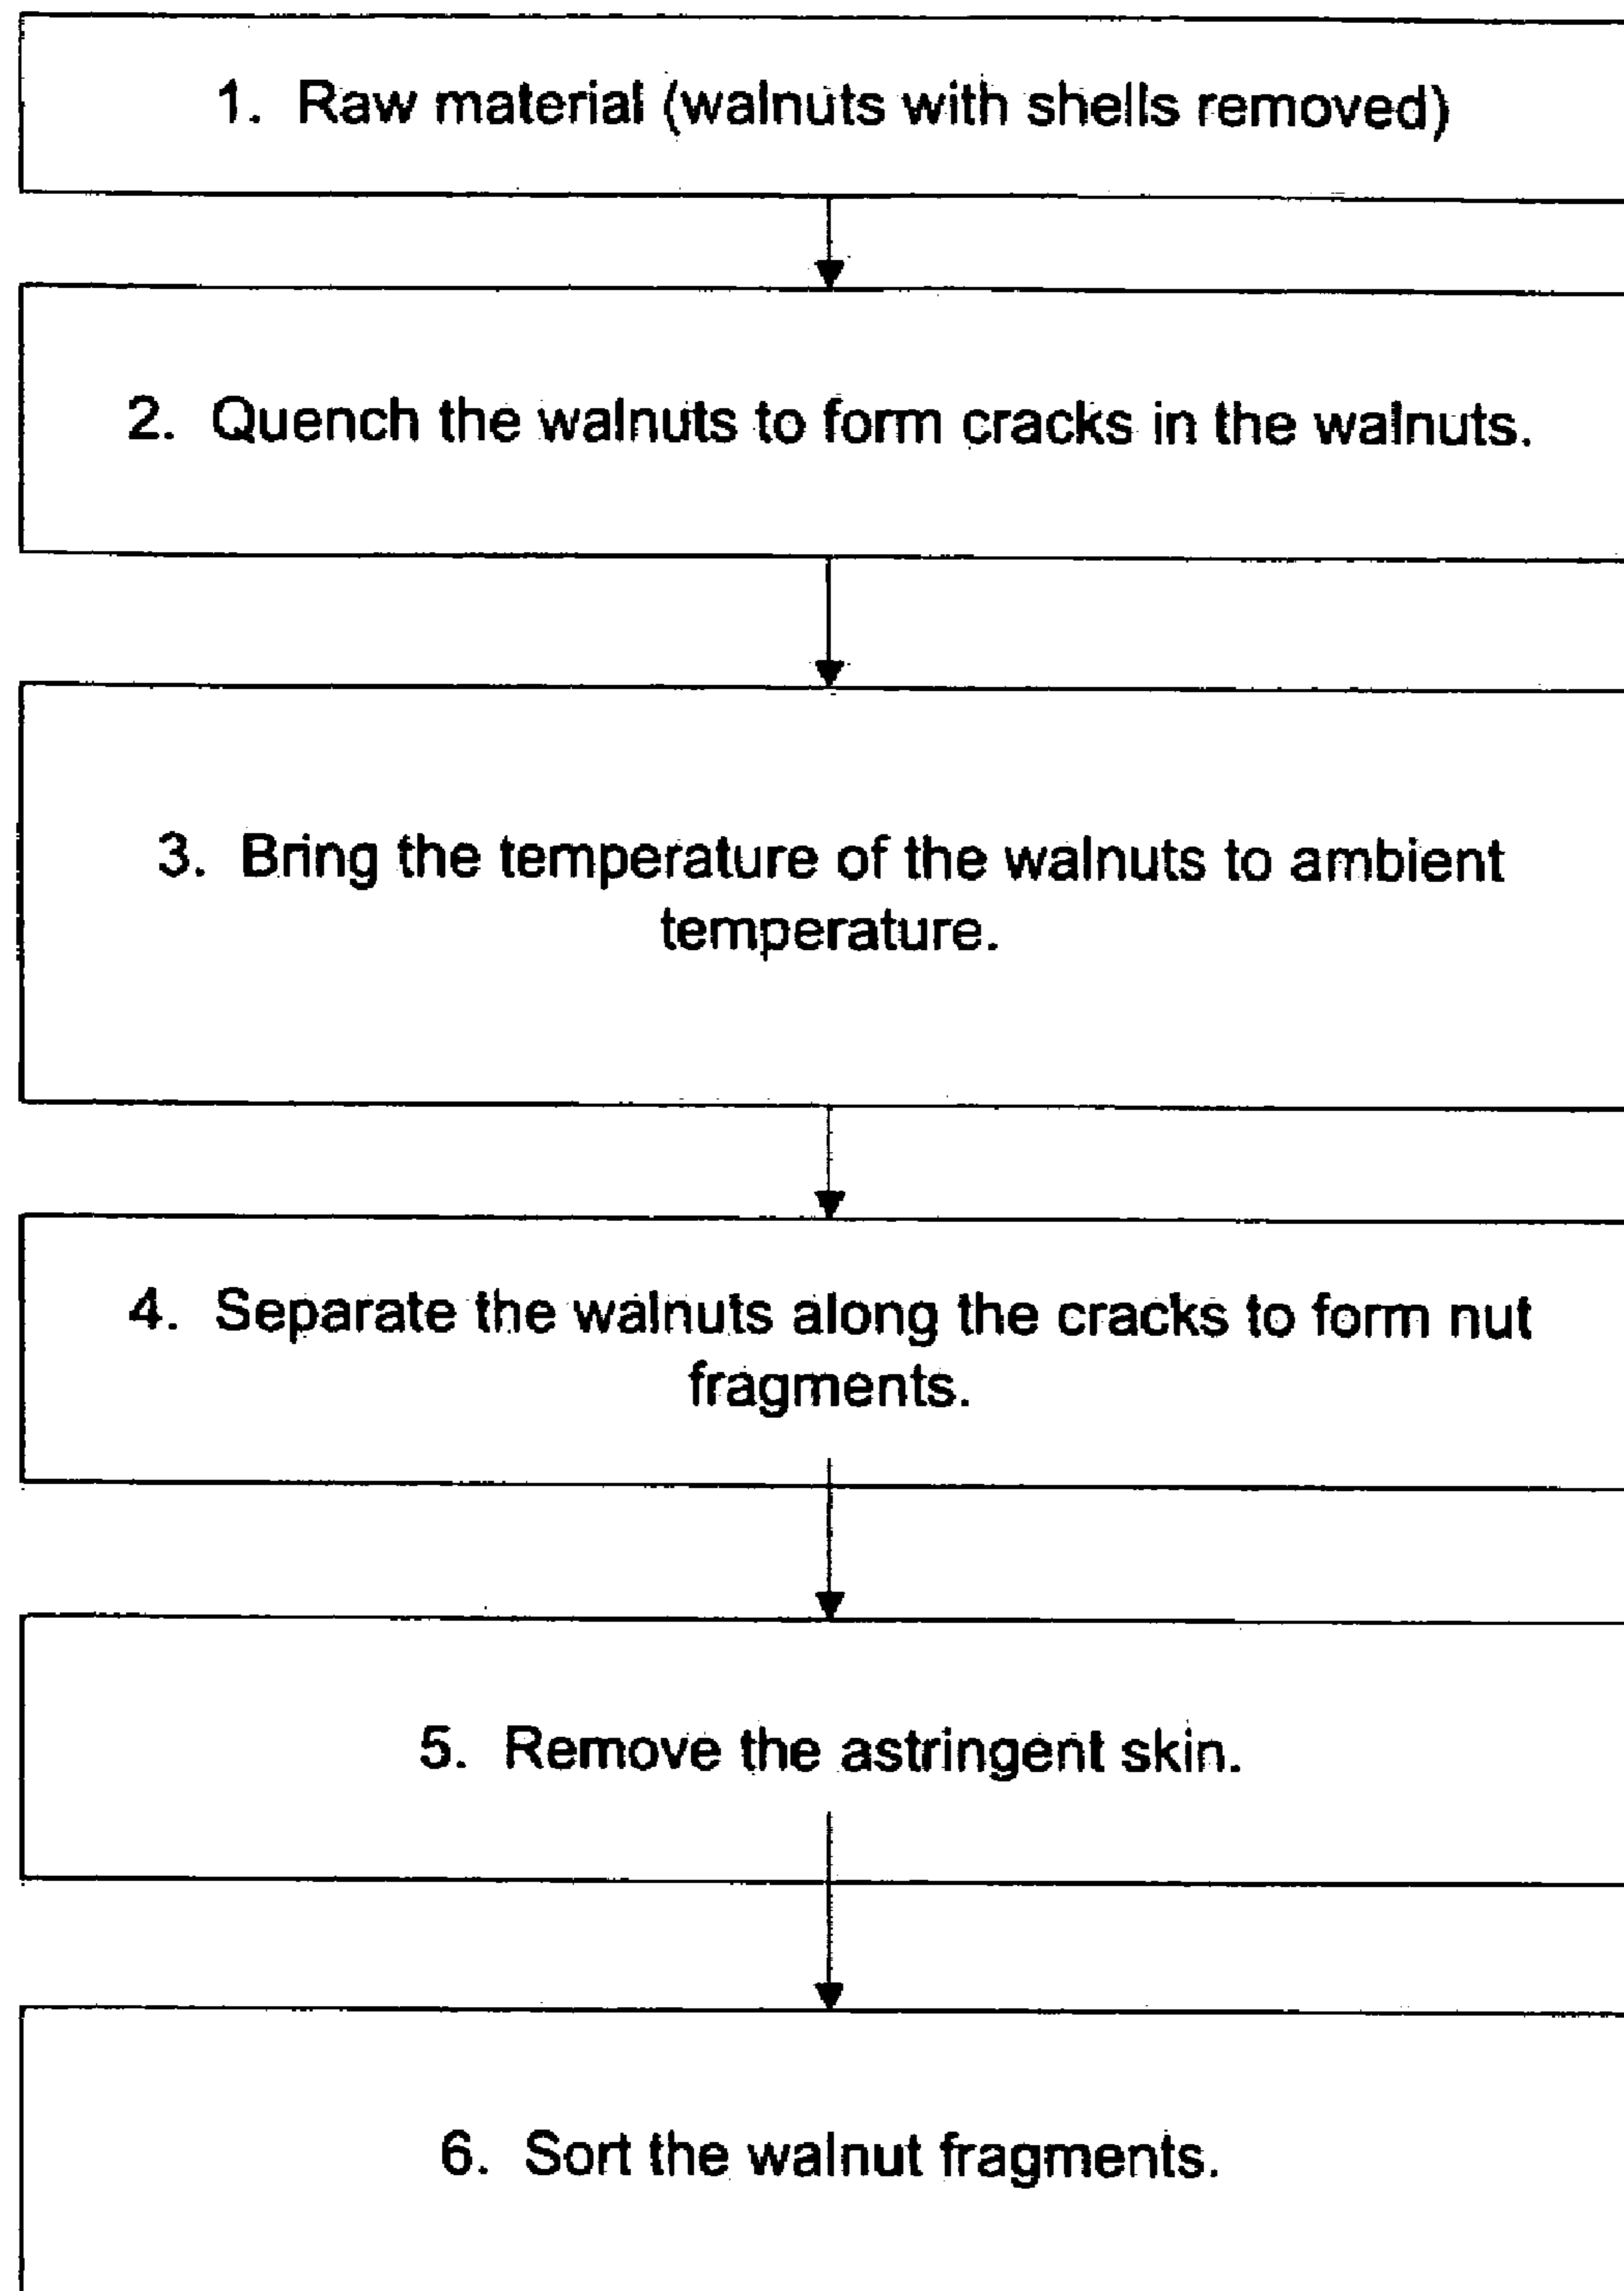 1. Raw material (walnuts with shells removed)
2. Quench the walnuts to form cracks in the walnuts.
3. Bring the temperature of the walnuts to ambient
temperature.
4. Separate the walnuts along the cracks to form nut
fragments.
5. Remove the astringent skin.
6. Sort the walnut fragments.